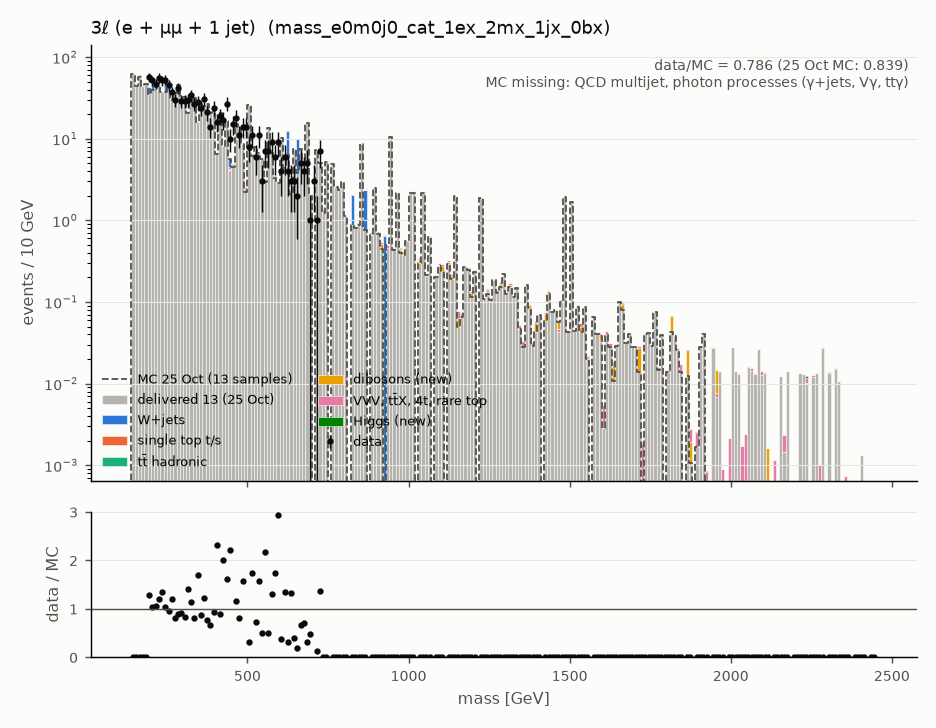 3ℓ (e + μμ + 1 jet)  (mass_e0m0j0_cat_1ex_2mx_1jx_0bx)
data/MC = 0.786 (25 Oct MC: 0.839)
MC missing: QCD multijet, photon processes (γ+jets, Vγ, ttγ)
10²
10¹
10⁰
10⁻¹
10⁻²
10⁻³
events / 10 GeV
MC 25 Oct (13 samples)
delivered 13 (25 Oct)
W+jets
single top t/s
tt̄ hadronic
dibosons (new)
VVV, tt̄X, 4t, rare top
Higgs (new)
data
3
2
1
0
data / MC
500
1000
1500
2000
2500
mass [GeV]